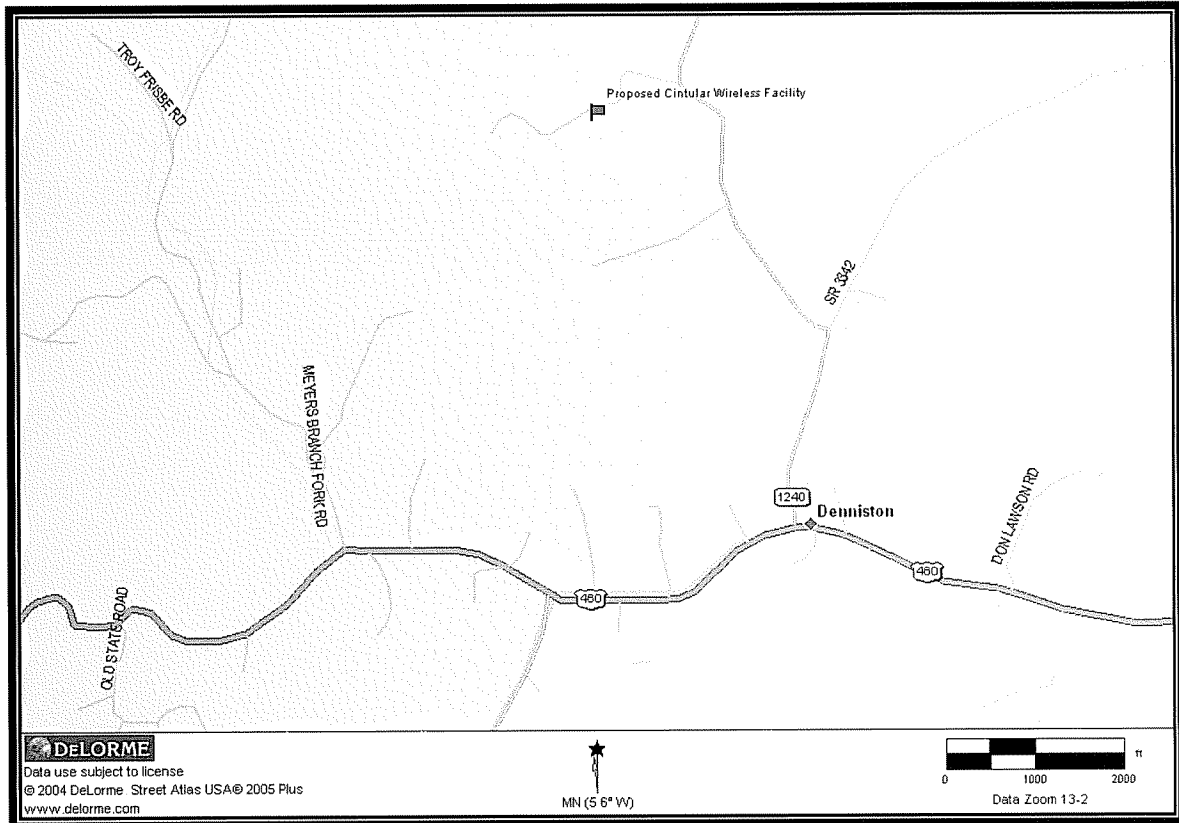 TROY FRISBE RD
Proposed Cintular Wireless Facility
SR 3342
MEYERS BRANCH FORK RD
1240
Denniston
DON LAWSON RD
460
460
OLD STATE ROAD
DELORME
Data use subject to license
© 2004 DeLorme. Street Atlas USA® 2005 Plus
www.delorme.com
MN (5.6° W)
ft
0 1000 2000
Data Zoom 13-2